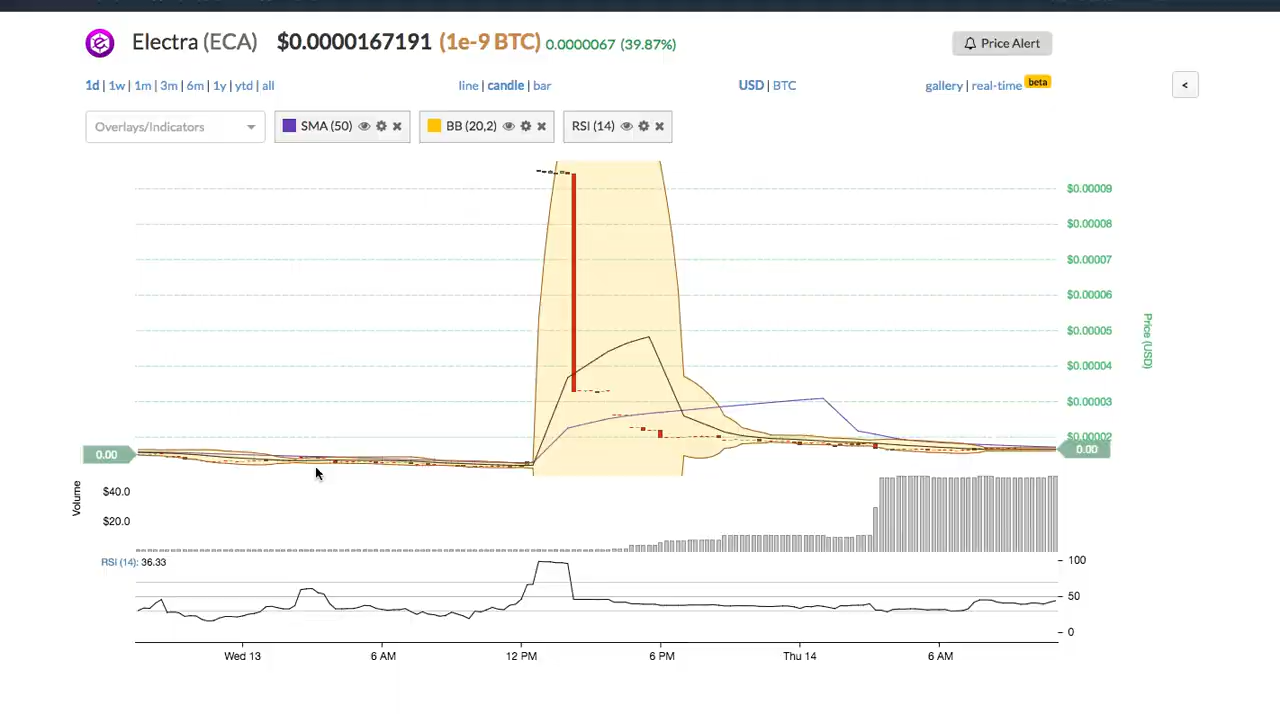 Electra (ECA) $0.0000167191 (1e-9 BTC) 0.0000067 (39.87%)
Price Alert
1d | 1w | 1m | 3m | 6m | 1y | ytd | all
line | candle | bar
USD | BTC
gallery | real-time beta
<
Overlays/Indicators
SMA (50)
BB (20,2)
RSI (14)
$0.00009
$0.00008
$0.00007
$0.00006
$0.00005
$0.00004
$0.00003
$0.00002
Price (USD)
0.00
0.00
Volume
$40.0
$20.0
RSI (14): 36.33
100
50
0
Wed 13
6 AM
12 PM
6 PM
Thu 14
6 AM